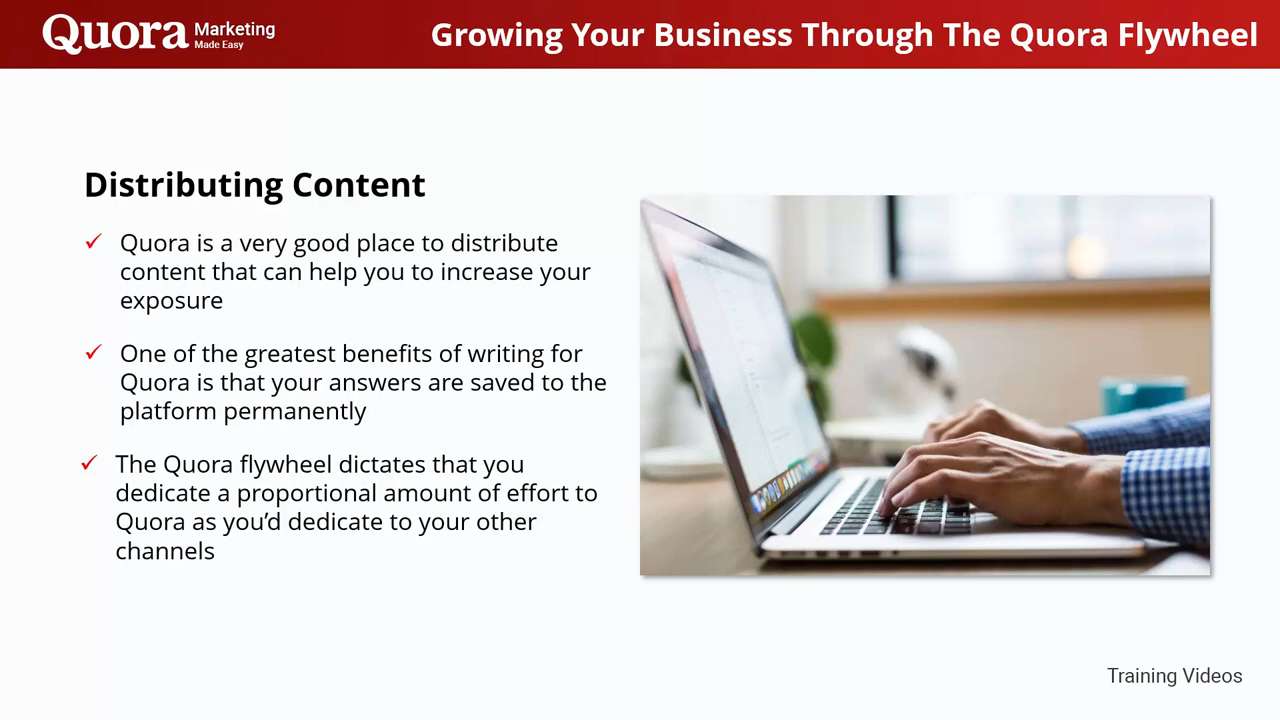 Quora Marketing
Made Easy
Growing Your Business Through The Quora Flywheel
Distributing Content
Quora is a very good place to distribute
content that can help you to increase your
exposure
One of the greatest benefits of writing for
Quora is that your answers are saved to the
platform permanently
The Quora flywheel dictates that you
dedicate a proportional amount of effort to
Quora as you’d dedicate to your other
channels
Training Videos